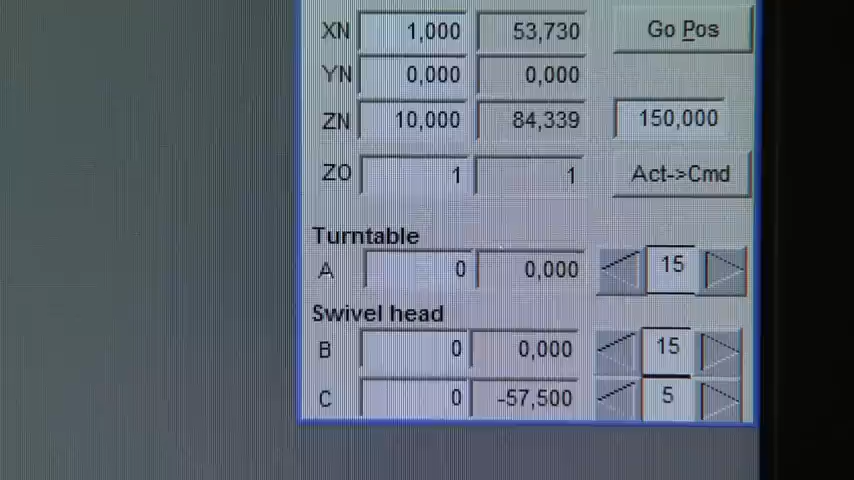 XN 1,000 53,730 Go Pos
YN 0,000 0,000
ZN 10,000 84,339 150,000
ZO 1 1 Act->Cmd
Turntable
A 0 0,000 15
Swivel head
B 0 0,000 15
C 0 -57,500 5